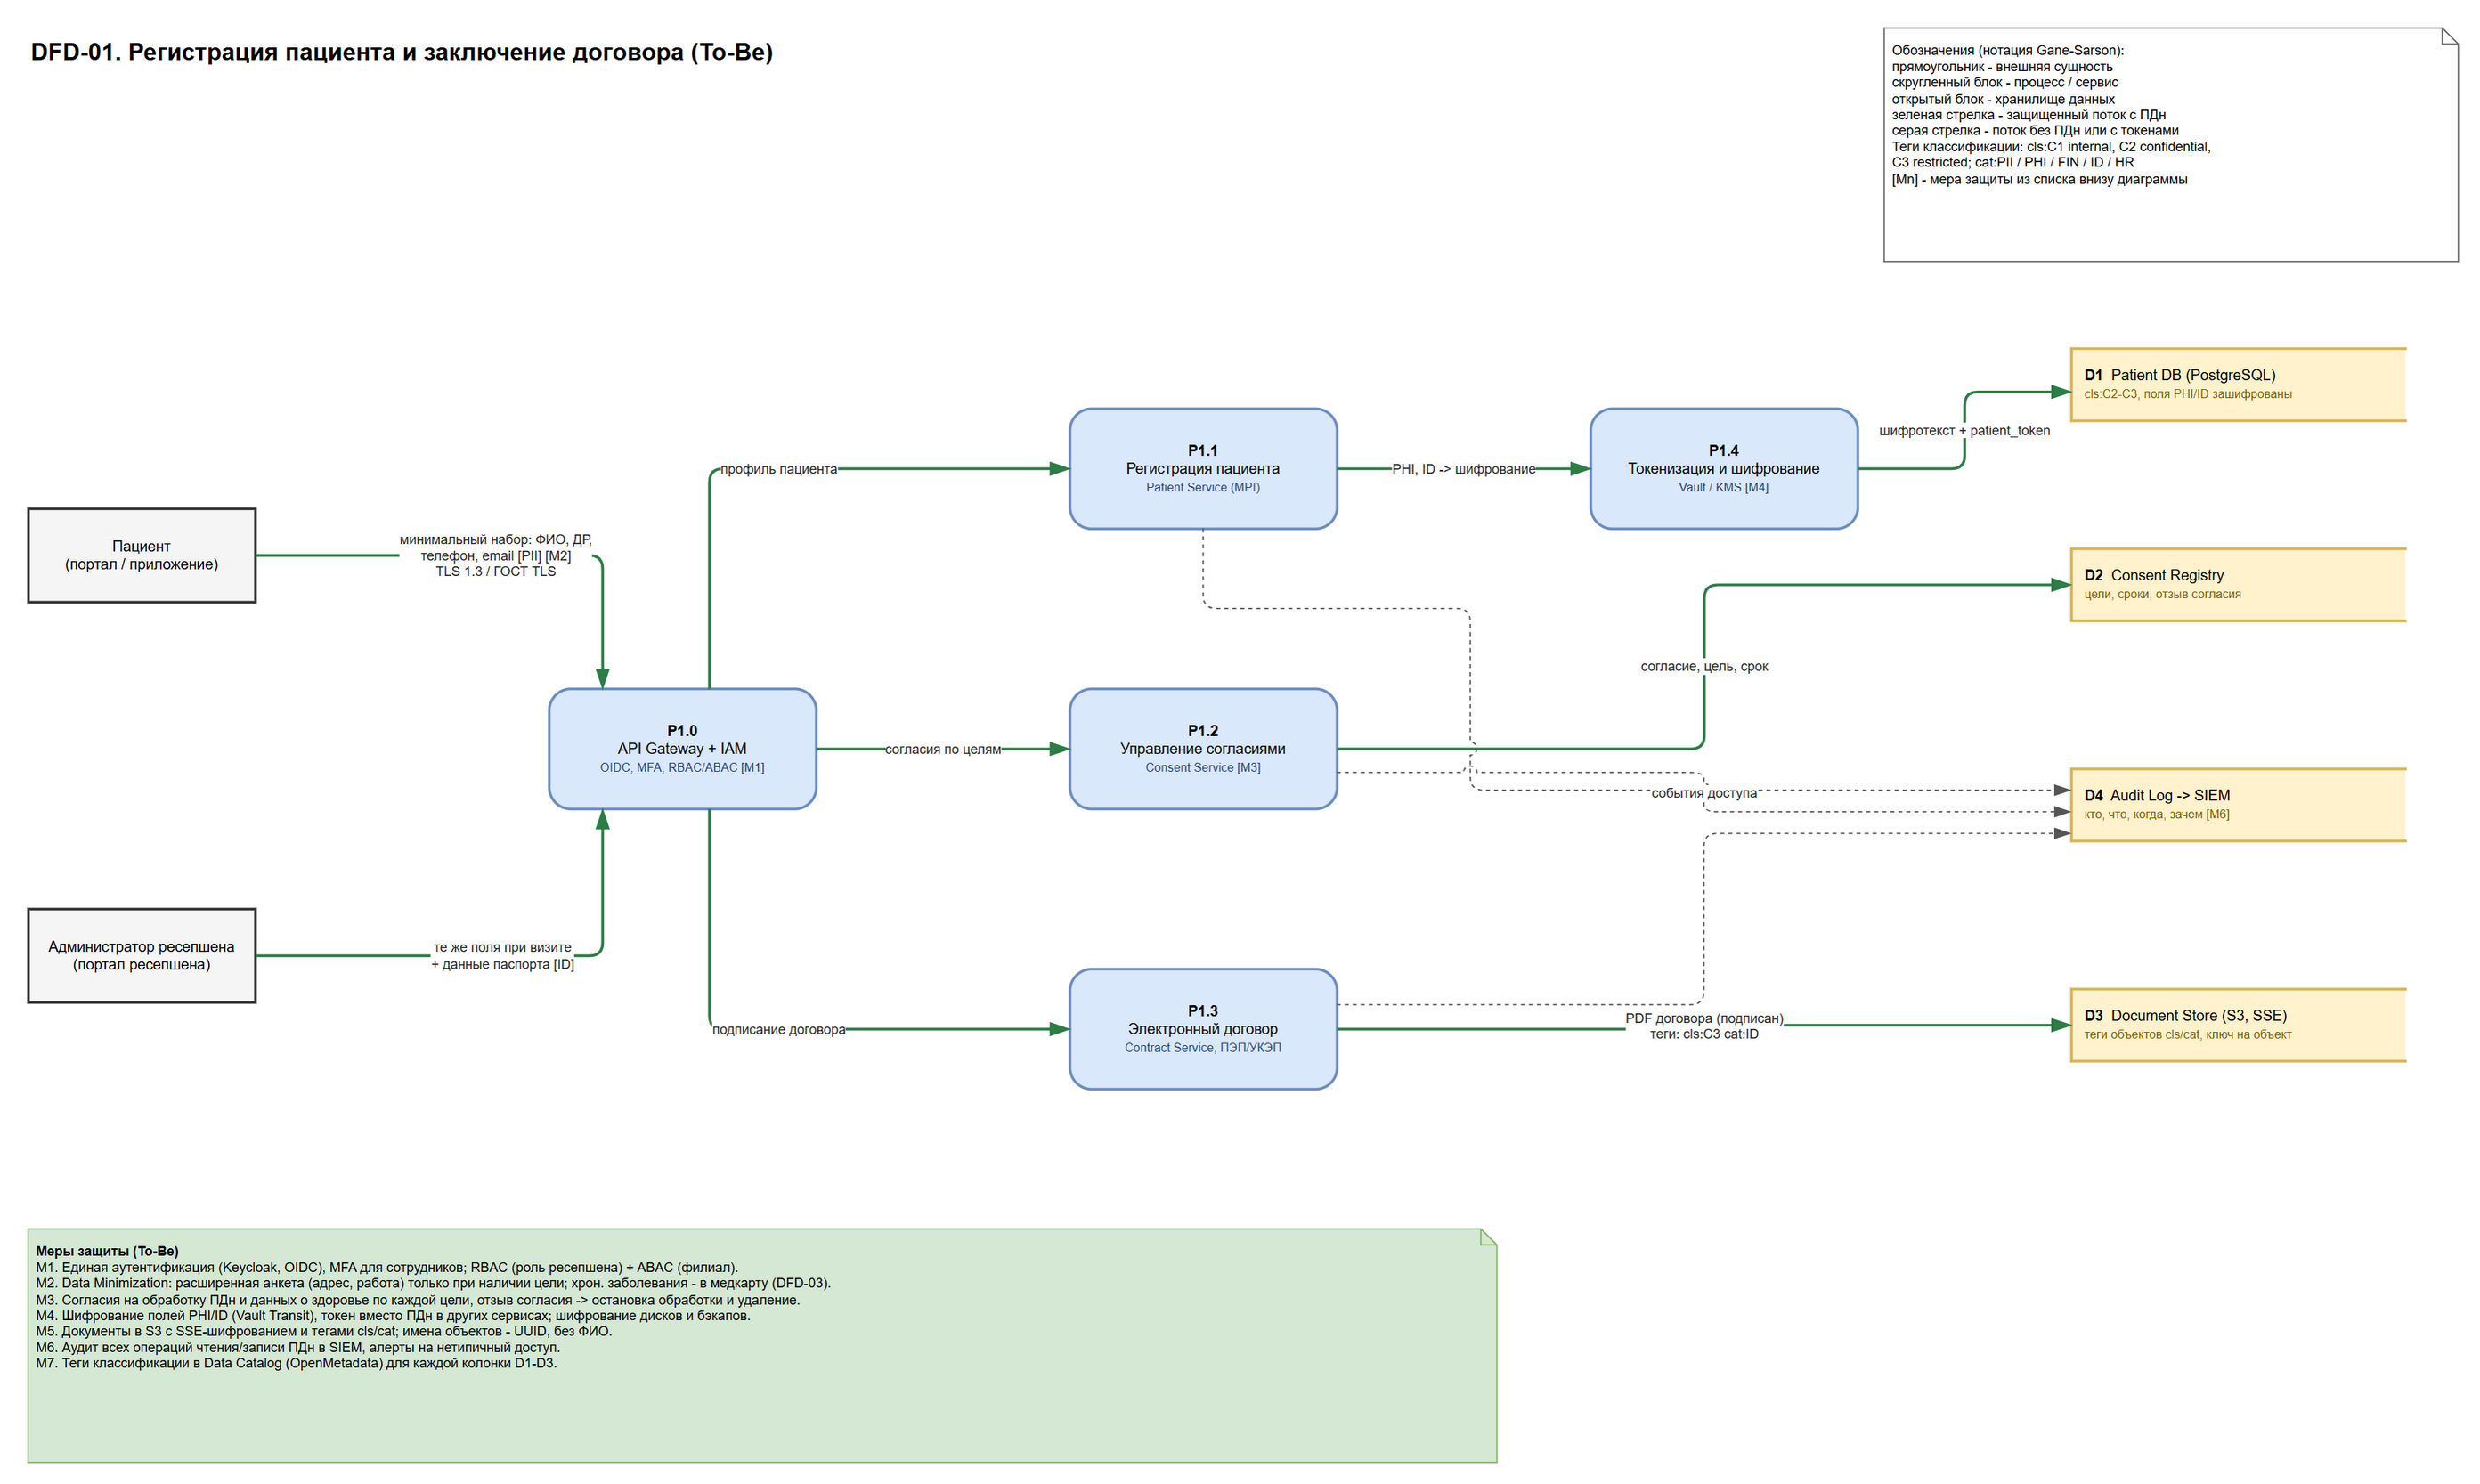 DFD-01. Регистрация пациента и заключение договора (To-Be)
Обозначения (нотация Gane-Sarson):
прямоугольник - внешняя сущность
скругленный блок - процесс / сервис
открытый блок - хранилище данных
зеленая стрелка - защищенный поток с ПДн
серая стрелка - поток без ПДн или с токенами
Теги классификации: cls:C1 internal, C2 confidential,
C3 restricted; cat:PII / PHI / FIN / ID / HR
[Mn] - мера защиты из списка внизу диаграммы
D1 Patient DB (PostgreSQL)
cls:C2-C3, поля PHI/ID зашифрованы
шифротекст + patient_token
P1.1
Регистрация пациента
Patient Service (MPI)
P1.4
Токенизация и шифрование
Vault / KMS [M4]
профиль пациента
PHI, ID -> шифрование
Пациент
(портал / приложение)
минимальный набор: ФИО, ДР,
телефон, email [PII] [M2]
TLS 1.3 / ГОСТ TLS
D2 Consent Registry
цели, сроки, отзыв согласия
согласие, цель, срок
P1.0
API Gateway + IAM
OIDC, MFA, RBAC/ABAC [M1]
согласия по целям
P1.2
Управление согласиями
Consent Service [M3]
события доступа
D4 Audit Log -> SIEM
кто, что, когда, зачем [M6]
Администратор ресепшена
(портал ресепшена)
те же поля при визите
+ данные паспорта [ID]
подписание договора
P1.3
Электронный договор
Contract Service, ПЭП/УКЭП
PDF договора (подписан)
теги: cls:C3 cat:ID
D3 Document Store (S3, SSE)
теги объектов cls/cat, ключ на объект
Меры защиты (To-Be)
M1. Единая аутентификация (Keycloak, OIDC), MFA для сотрудников; RBAC (роль ресепшена) + ABAC (филиал).
M2. Data Minimization: расширенная анкета (адрес, работа) только при наличии цели; хрон. заболевания - в медкарту (DFD-03).
M3. Согласия на обработку ПДн и данных о здоровье по каждой цели, отзыв согласия -> остановка обработки и удаление.
M4. Шифрование полей PHI/ID (Vault Transit), токен вместо ПДн в других сервисах; шифрование дисков и бэкапов.
M5. Документы в S3 с SSE-шифрованием и тегами cls/cat; имена объектов - UUID, без ФИО.
M6. Аудит всех операций чтения/записи ПДн в SIEM, алерты на нетипичный доступ.
M7. Теги классификации в Data Catalog (OpenMetadata) для каждой колонки D1-D3.